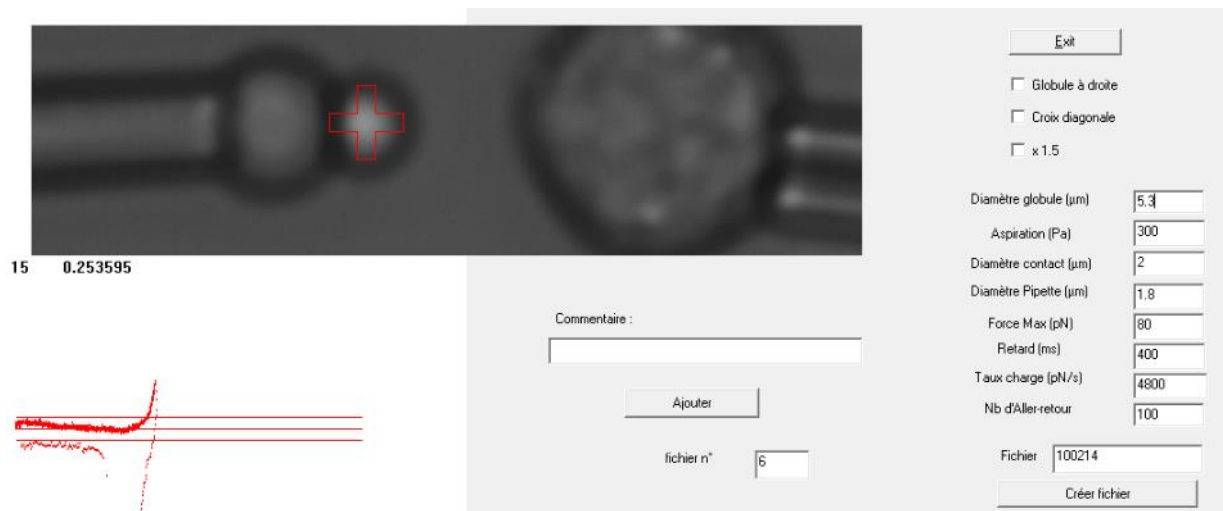 Exit
Globule à droite
Croix diagonale
x 1.5
Diamètre globule (µm) 5.3
Aspiration (Pa) 300
15 0.253595
Diamètre contact (µm) 2
Diamètre Pipette (µm) 1.8
Commentaire :
Force Max (pN) 80
Retard (ms) 400
Taux charge (pN/s) 4800
Ajouter
Nb d'Aller-retour 100
fichier n° 6
Fichier 100214
Créer fichier